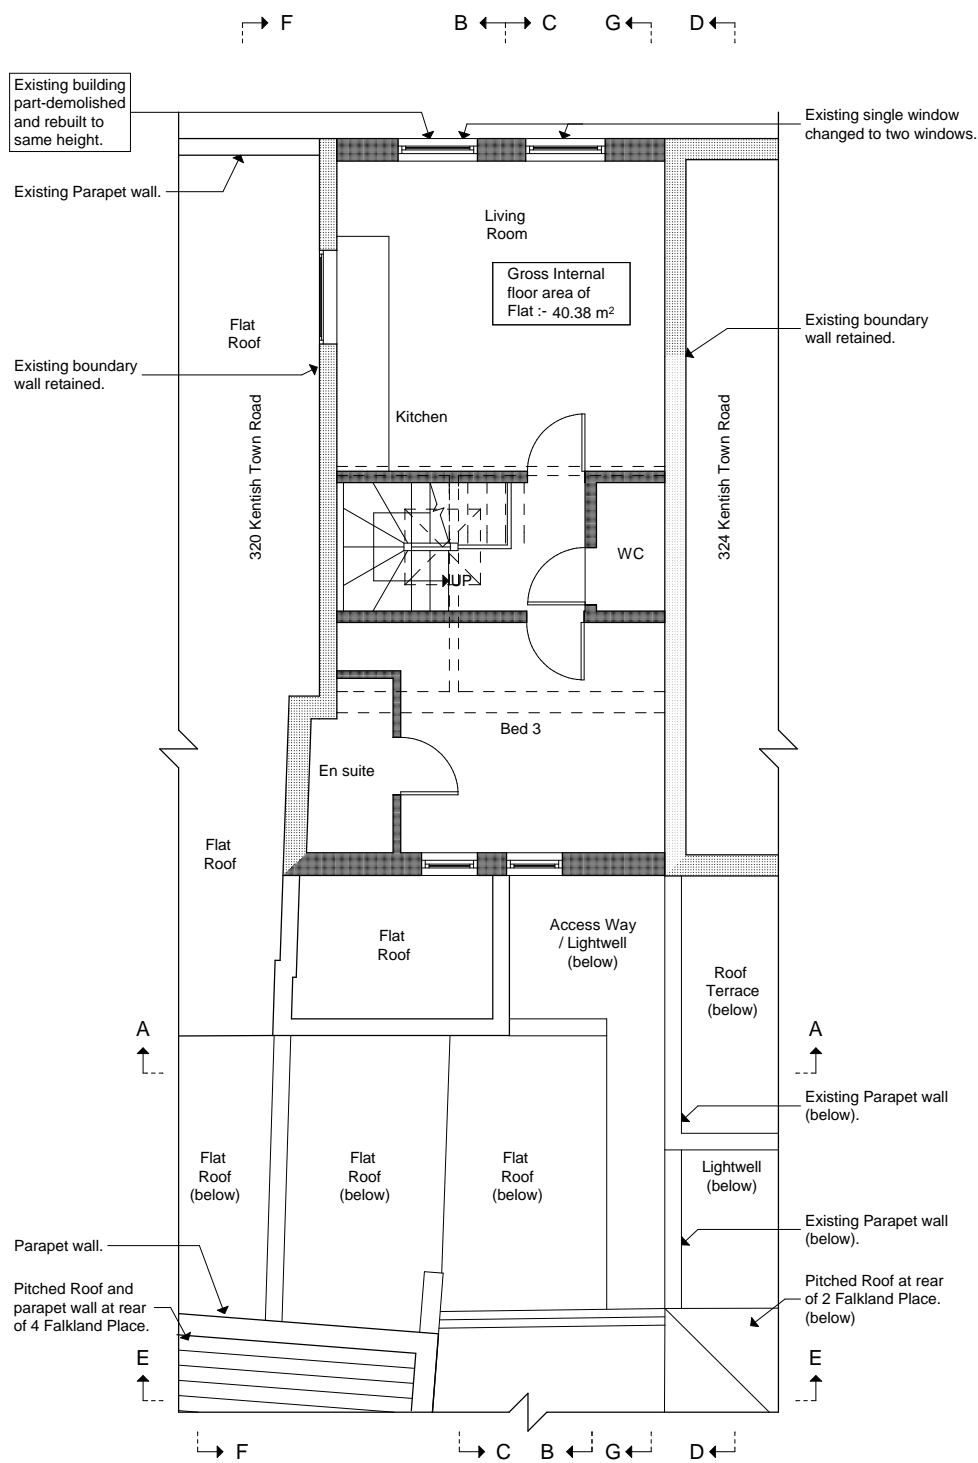 F
B
C
G
D
Existing building
part-demolished
and rebuilt to
same height.
Existing single window
changed to two windows.
Existing Parapet wall.
Living
Room
Gross Internal
floor area of
Flat :- 40.38 m²
Flat
Roof
Existing boundary
wall retained.
Existing boundary
wall retained.
Kitchen
320 Kentish Town Road
324 Kentish Town Road
WC
UP
Bed 3
En suite
Flat
Roof
Flat
Roof
Access Way
/ Lightwell
(below)
Roof
Terrace
(below)
A
A
Existing Parapet wall
(below).
Flat
Roof
(below)
Flat
Roof
(below)
Flat
Roof
(below)
Lightwell
(below)
Existing Parapet wall
(below).
Parapet wall.
Pitched Roof and
parapet wall at rear
of 4 Falkland Place.
Pitched Roof at rear
of 2 Falkland Place.
(below)
E
E
F
C
B
G
D